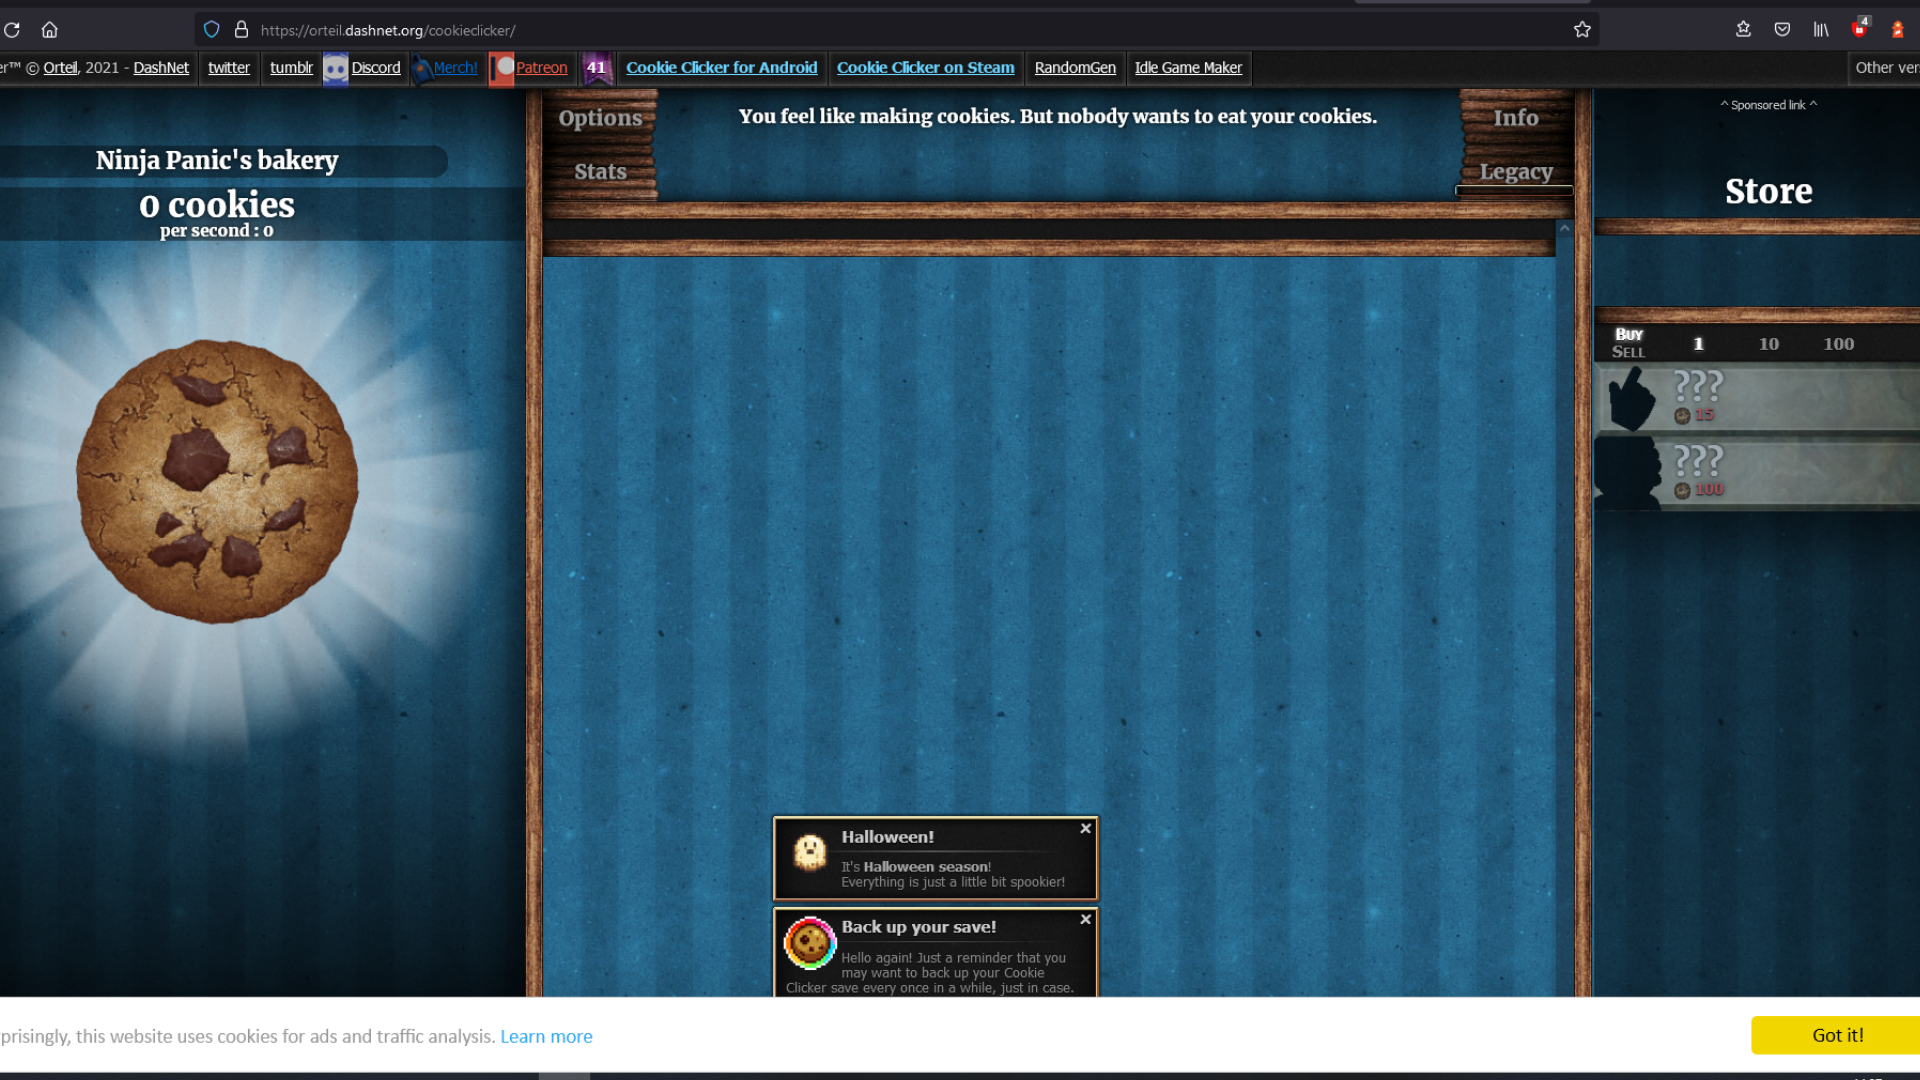 https://orteil.dashnet.org/cookieclicker/
4
er™ © Orteil, 2021 - DashNet
twitter
tumblr
Discord
Merch!
Patreon
41
Cookie Clicker for Android
Cookie Clicker on Steam
RandomGen
Idle Game Maker
Other ver
Ninja Panic's bakery
0 cookies
per second : 0
Options
Stats
You feel like making cookies. But nobody wants to eat your cookies.
Info
Legacy
^ Sponsored link ^
Store
Buy
Sell
1
10
100
???
15
???
100
Halloween!
It's Halloween season!
Everything is just a little bit spookier!
Back up your save!
Hello again! Just a reminder that you
may want to back up your Cookie
Clicker save every once in a while, just in case.
prisingly, this website uses cookies for ads and traffic analysis. Learn more
Got it!